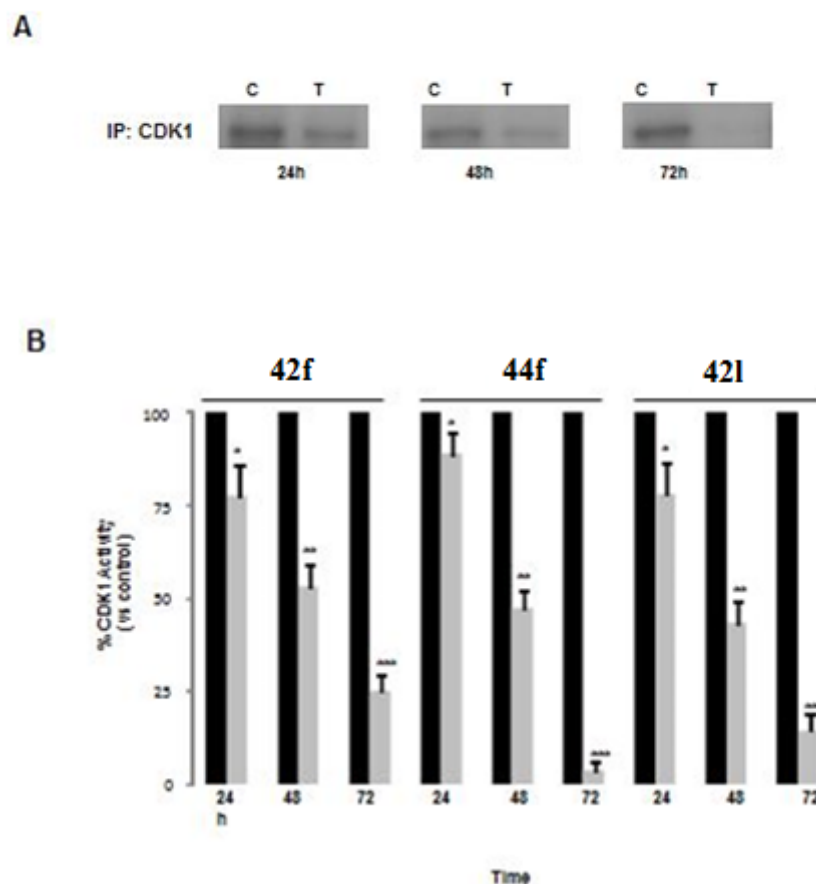 A
C T C T C T
IP: CDK1
24h 48h 72h
B
42f 44f 42l
% CDK1 Activity
(vs control)
100
75
50
25
0
* ** *** * ** *** * **
24 48 72 24 48 72 24 48 72
h
Time